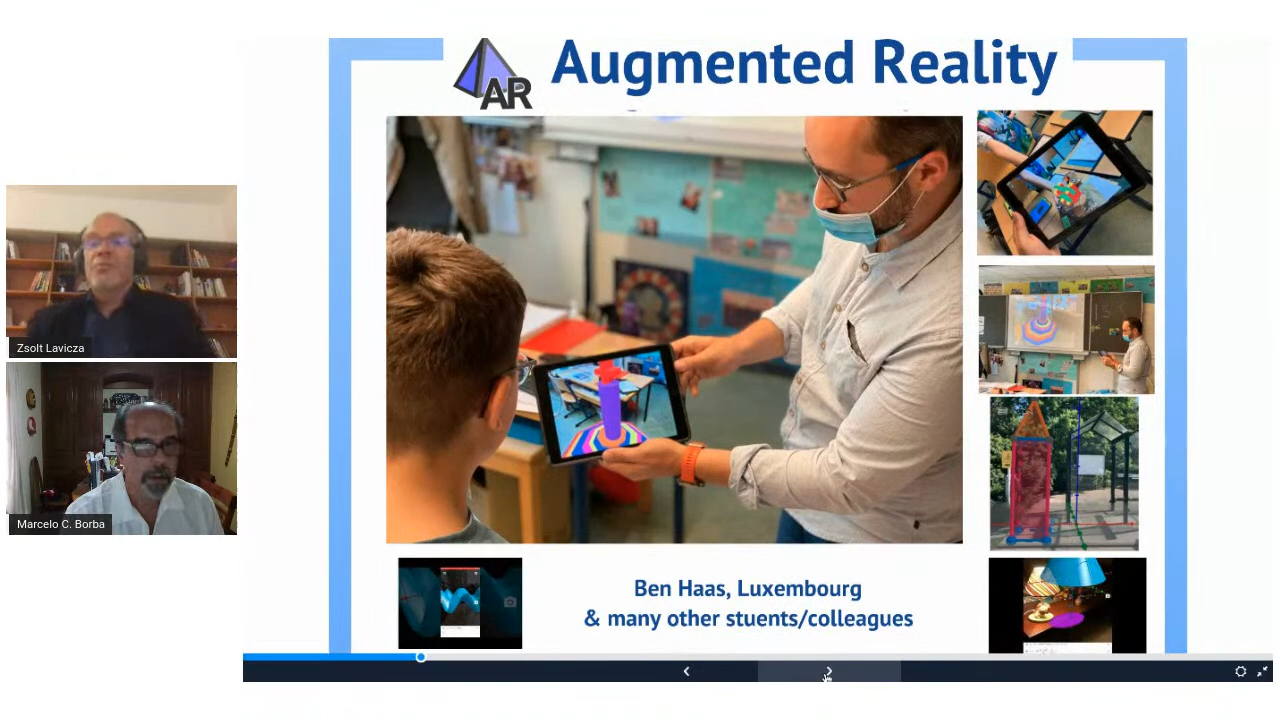 AR
Augmented Reality
Ben Haas, Luxembourg
& many other stuents/colleagues
Zsolt Lavicza
Marcelo C. Borba